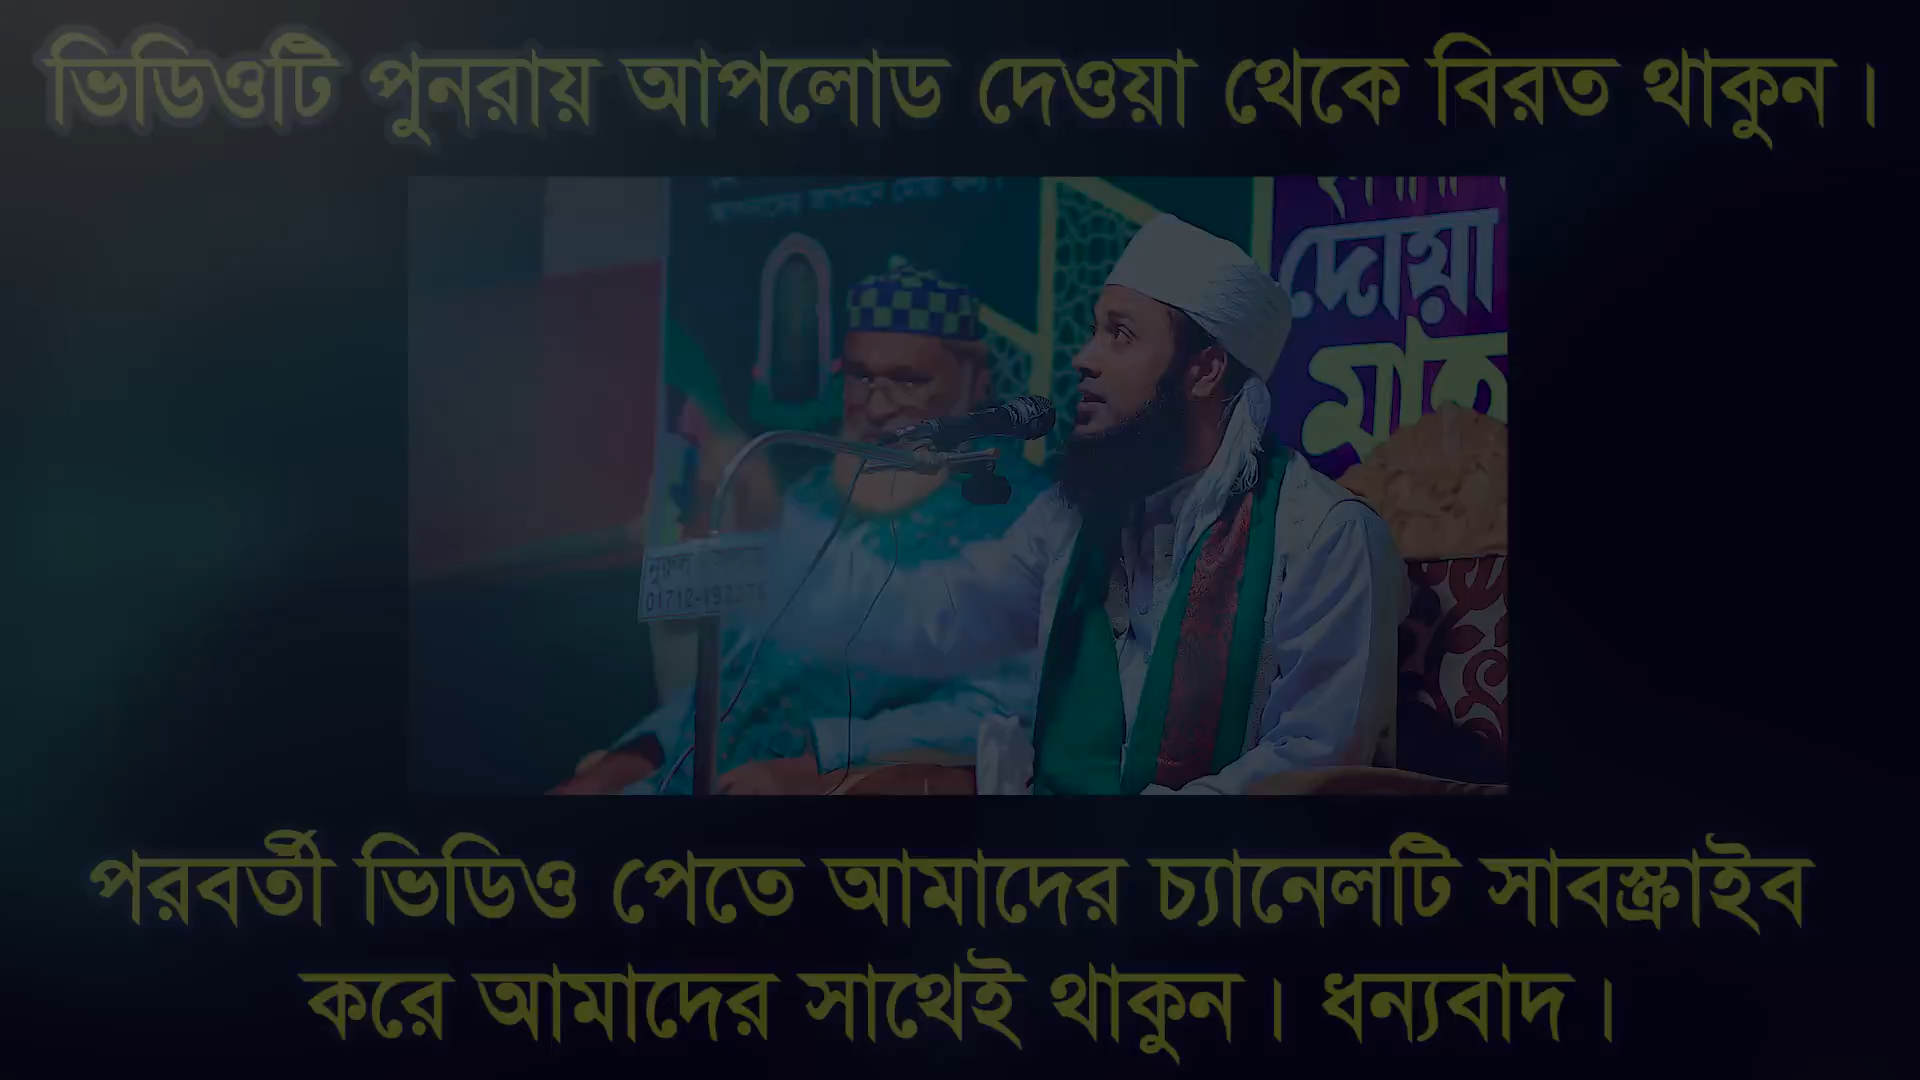 ভিডিওটি পুনরায় আপলোড দেওয়া থেকে বিরত থাকুন।
দোয়া
পরবর্তী ভিডিও পেতে আমাদের চ্যানেলটি সাবস্ক্রাইব
করে আমাদের সাথেই থাকুন। ধন্যবাদ।